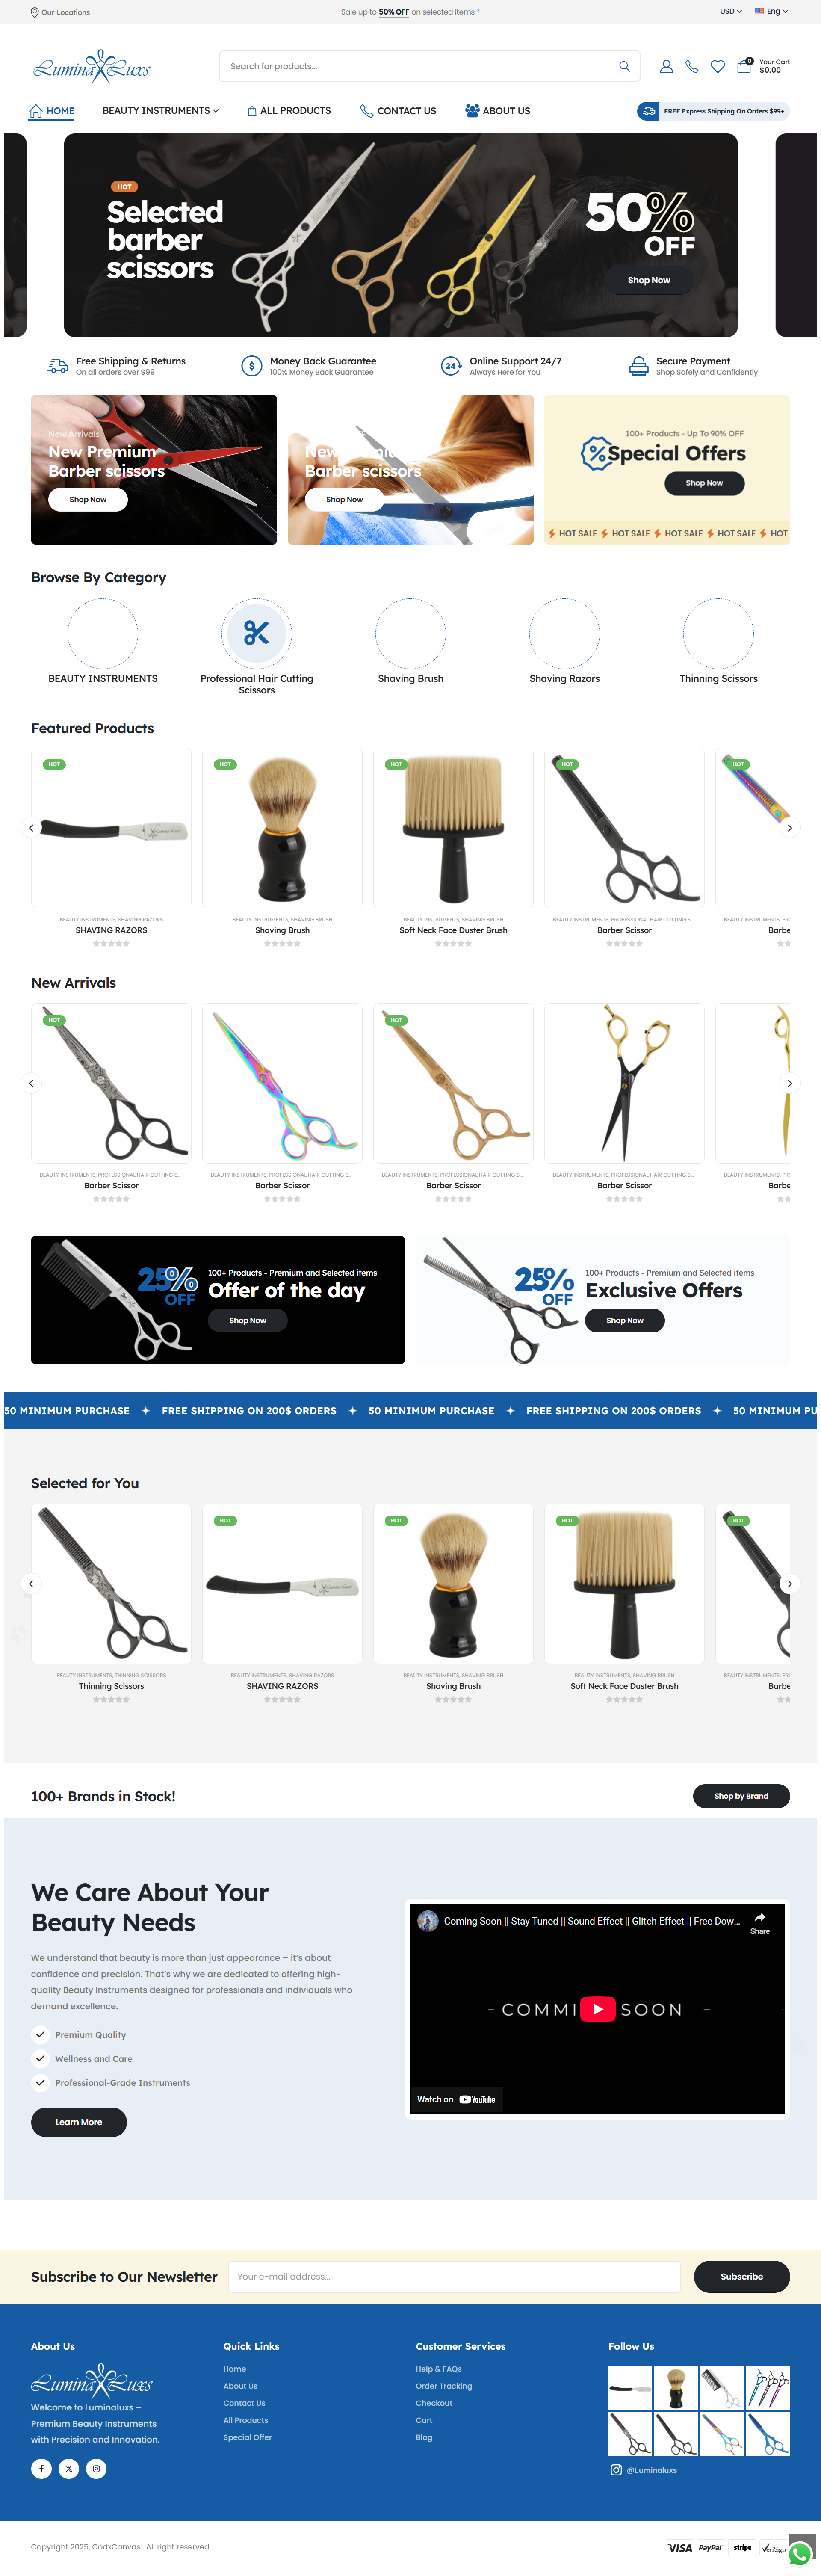 Our Locations
Sale up to 50% OFF on selected items *
USD
Eng
Lumina Luxs
Search for products...
0
Your Cart
$0.00
HOME
BEAUTY INSTRUMENTS
ALL PRODUCTS
CONTACT US
ABOUT US
FREE Express Shipping On Orders $99+
HOT
Selected
barber
scissors
50%
OFF
Shop Now
Free Shipping & Returns
On all orders over $99
Money Back Guarantee
100% Money Back Guarantee
24
Online Support 24/7
Always Here for You
Secure Payment
Shop Safely and Confidently
New Arrivals
New Premium
Barber scissors
Shop Now
New Premium
Barber scissors
Shop Now
100+ Products - Up To 90% OFF
% Special Offers
Shop Now
HOT SALE HOT SALE HOT SALE HOT SALE HOT
Browse By Category
BEAUTY INSTRUMENTS
Professional Hair Cutting
Scissors
Shaving Brush
Shaving Razors
Thinning Scissors
Featured Products
HOT
HOT
HOT
HOT
HOT
BEAUTY INSTRUMENTS, SHAVING RAZORS
SHAVING RAZORS
BEAUTY INSTRUMENTS, SHAVING BRUSH
Shaving Brush
BEAUTY INSTRUMENTS, SHAVING BRUSH
Soft Neck Face Duster Brush
BEAUTY INSTRUMENTS, PROFESSIONAL HAIR CUTTING S...
Barber Scissor
BEAUTY INSTRUMENTS, PR
Barbe
New Arrivals
HOT
HOT
BEAUTY INSTRUMENTS, PROFESSIONAL HAIR CUTTING S...
Barber Scissor
BEAUTY INSTRUMENTS, PROFESSIONAL HAIR CUTTING S...
Barber Scissor
BEAUTY INSTRUMENTS, PROFESSIONAL HAIR CUTTING S...
Barber Scissor
BEAUTY INSTRUMENTS, PROFESSIONAL HAIR CUTTING S...
Barber Scissor
BEAUTY INSTRUMENTS, PR
Barbe
25%
OFF
100+ Products - Premium and Selected items
Offer of the day
Shop Now
25%
OFF
100+ Products - Premium and Selected items
Exclusive Offers
Shop Now
50 MINIMUM PURCHASE FREE SHIPPING ON 200$ ORDERS 50 MINIMUM PURCHASE FREE SHIPPING ON 200$ ORDERS 50 MINIMUM PU
Selected for You
HOT
HOT
HOT
HOT
BEAUTY INSTRUMENTS, THINNING SCISSORS
Thinning Scissors
BEAUTY INSTRUMENTS, SHAVING RAZORS
SHAVING RAZORS
BEAUTY INSTRUMENTS, SHAVING BRUSH
Shaving Brush
BEAUTY INSTRUMENTS, SHAVING BRUSH
Soft Neck Face Duster Brush
BEAUTY INSTRUMENTS, PR
Barbe
100+ Brands in Stock!
Shop by Brand
We Care About Your
Beauty Needs
We understand that beauty is more than just appearance – it's about
confidence and precision. That's why we are dedicated to offering high-
quality Beauty Instruments designed for professionals and individuals who
demand excellence.
Premium Quality
Wellness and Care
Professional-Grade Instruments
Learn More
Coming Soon || Stay Tuned || Sound Effect || Glitch Effect || Free Dow...
Share
COMMI SOON
Watch on YouTube
Subscribe to Our Newsletter
Your e-mail address...
Subscribe
About Us
Lumina Luxs
Welcome to Luminaluxs –
Premium Beauty Instruments
with Precision and Innovation.
Quick Links
Home
About Us
Contact Us
All Products
Special Offer
Customer Services
Help & FAQs
Order Tracking
Checkout
Cart
Blog
Follow Us
@Luminaluxs
Copyright 2025, CodxCanvas . All right reserved
VISA
PayPal
stripe
VeriSign